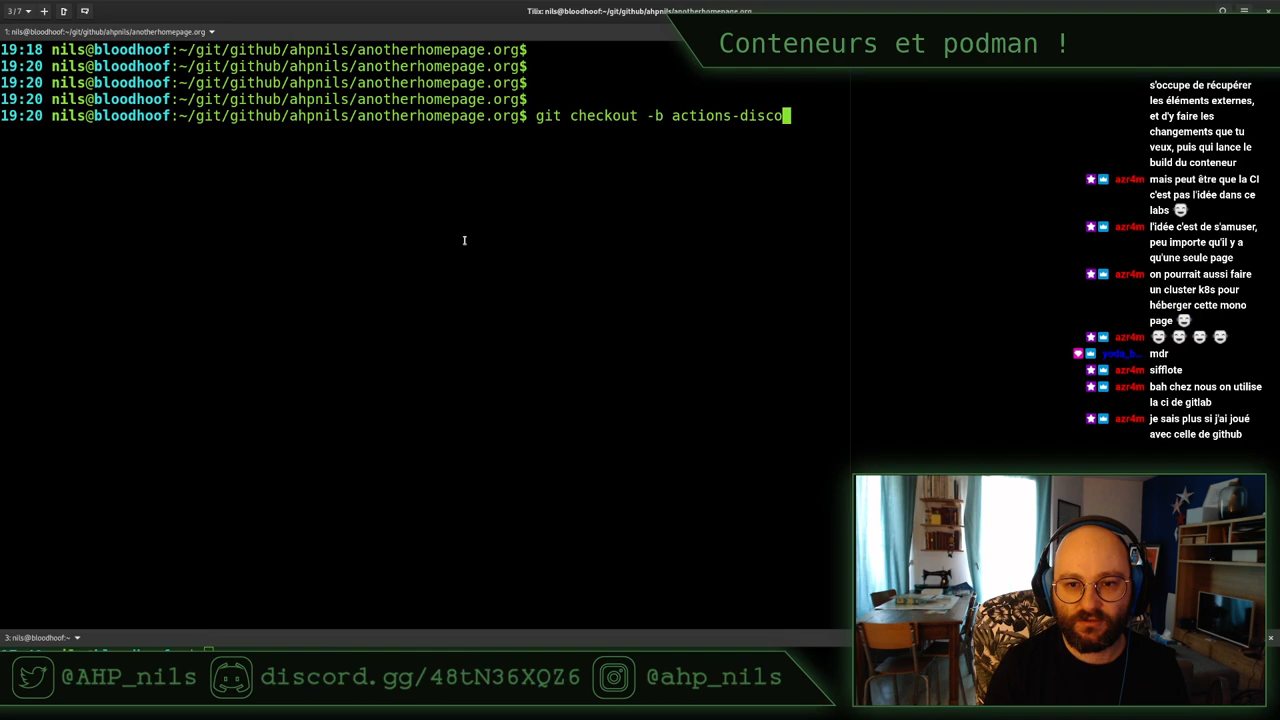 3/7
Tilix: nils@bloodhoof:~/git/github/ahpnils/anotherhomepage.org
1: nils@bloodhoof:~/git/github/ahpnils/anotherhomepage.org
Conteneurs et podman !
19:18 nils@bloodhoof:~/git/github/ahpnils/anotherhomepage.org$
19:20 nils@bloodhoof:~/git/github/ahpnils/anotherhomepage.org$
19:20 nils@bloodhoof:~/git/github/ahpnils/anotherhomepage.org$
19:20 nils@bloodhoof:~/git/github/ahpnils/anotherhomepage.org$
19:20 nils@bloodhoof:~/git/github/ahpnils/anotherhomepage.org$ git checkout -b actions-disco
s'occupe de récupérer
les éléments externes,
et d'y faire les
changements que tu
veux, puis qui lance le
build du conteneur
azr4m mais peut être que la CI
c'est pas l'idée dans ce
labs
azr4m l'idée c'est de s'amuser,
peu importe qu'il y a
qu'une seule page
azr4m on pourrait aussi faire
un cluster k8s pour
héberger cette mono
page
azr4m
yoda_b... mdr
azr4m sifflote
azr4m bah chez nous on utilise
la ci de gitlab
azr4m je sais plus si j'ai joué
avec celle de github
3: nils@bloodhoof:~
@AHP_nils
discord.gg/48tN36XQZ6
@ahp_nils